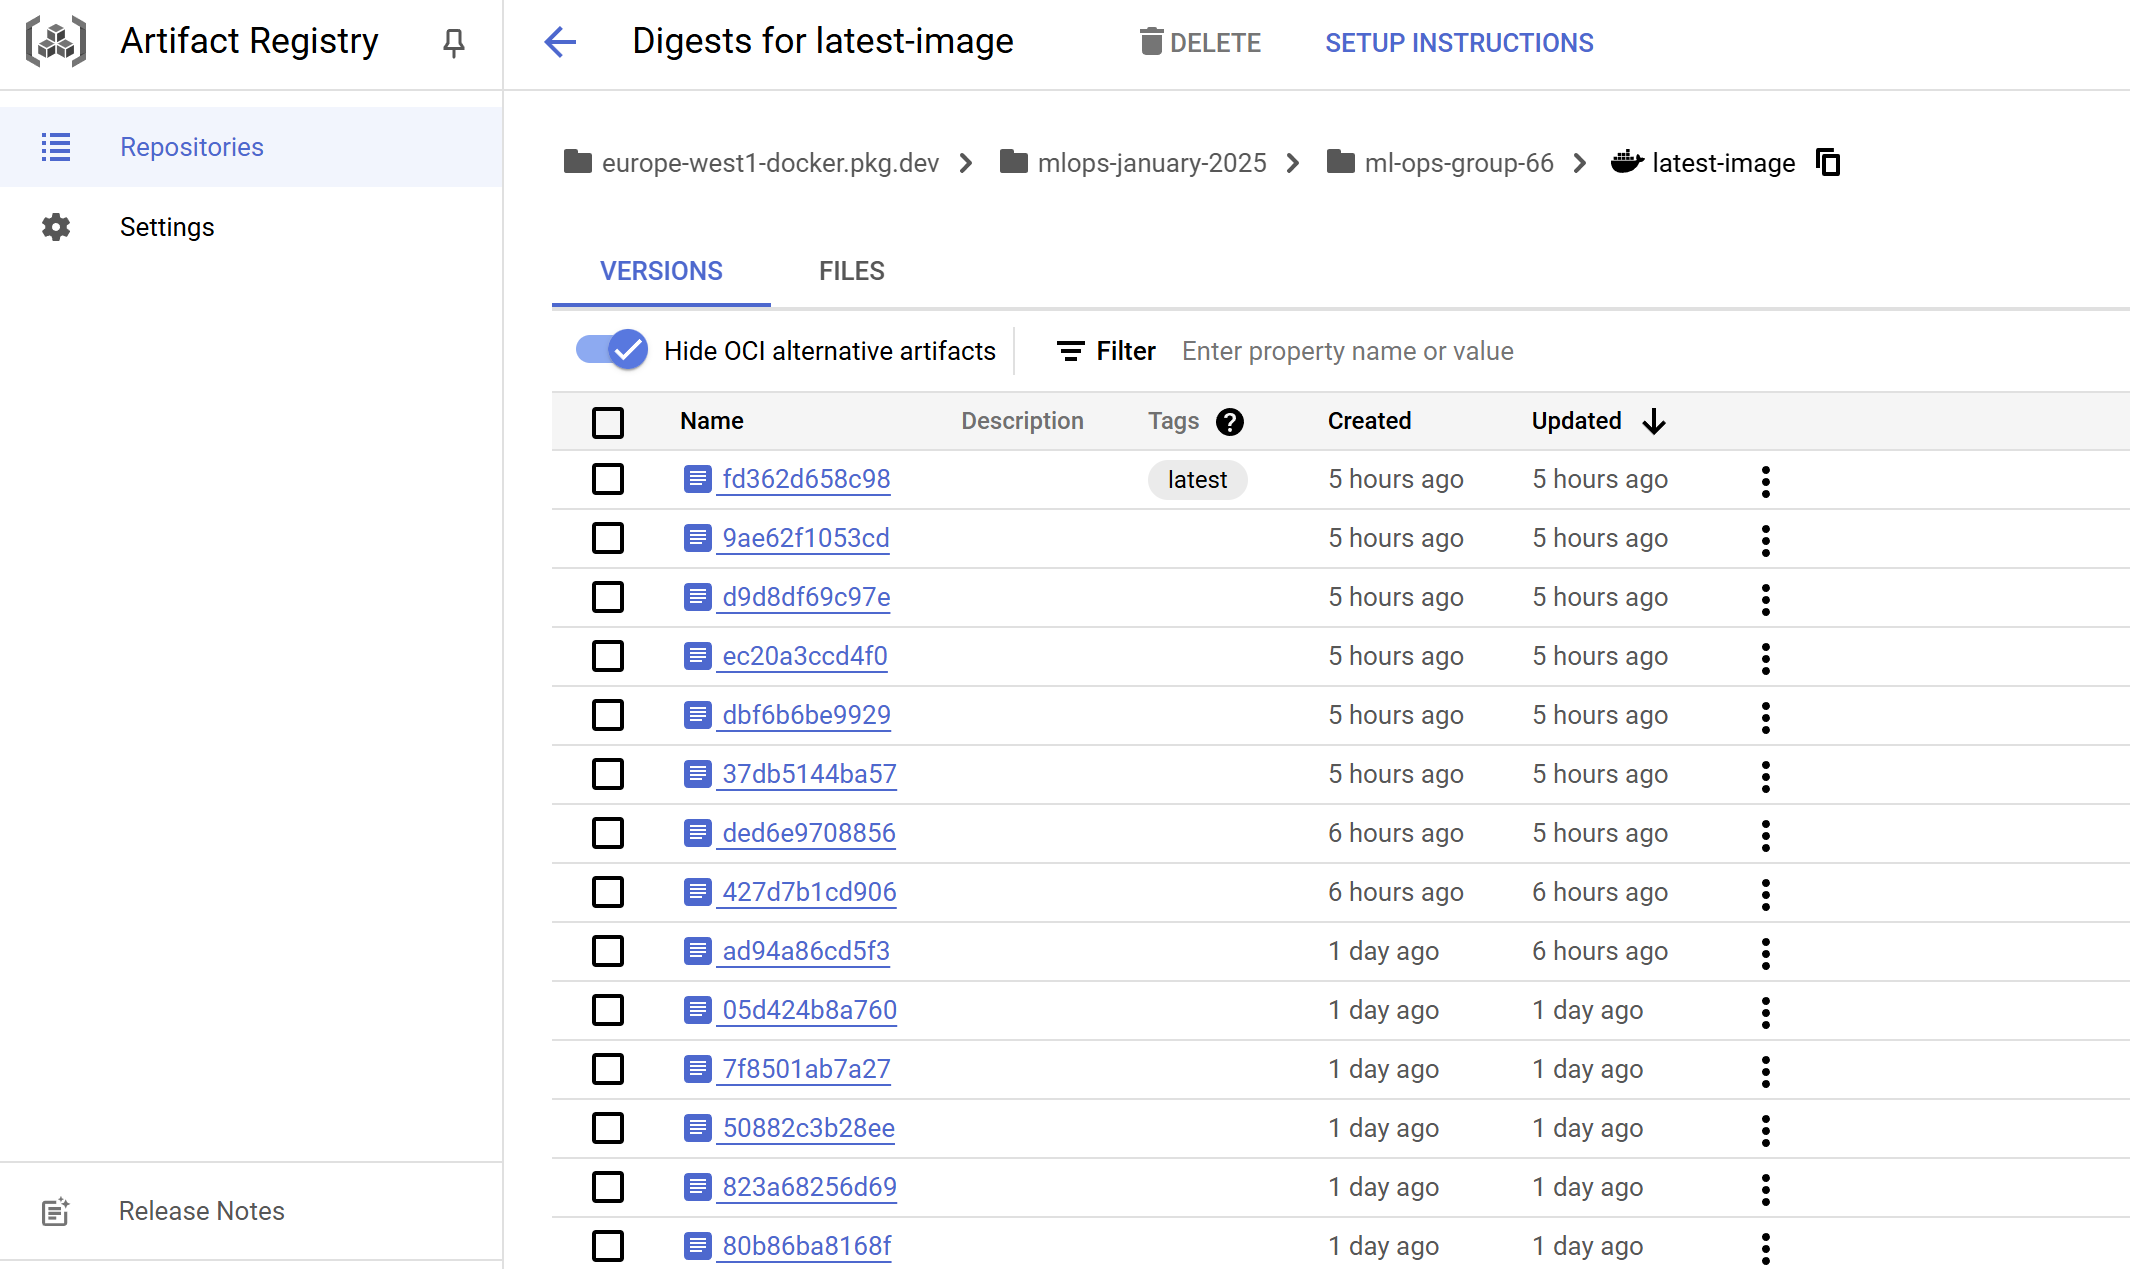 Artifact Registry
Digests for latest-image
DELETE
SETUP INSTRUCTIONS
Repositories
Settings
Release Notes
europe-west1-docker.pkg.dev
mlops-january-2025
ml-ops-group-66
latest-image
VERSIONS
FILES
Hide OCI alternative artifacts
Filter
Enter property name or value
Name Description Tags ? Created Updated
fd362d658c98 latest 5 hours ago 5 hours ago
9ae62f1053cd 5 hours ago 5 hours ago
d9d8df69c97e 5 hours ago 5 hours ago
ec20a3ccd4f0 5 hours ago 5 hours ago
dbf6b6be9929 5 hours ago 5 hours ago
37db5144ba57 5 hours ago 5 hours ago
ded6e9708856 6 hours ago 5 hours ago
427d7b1cd906 6 hours ago 6 hours ago
ad94a86cd5f3 1 day ago 6 hours ago
05d424b8a760 1 day ago 1 day ago
7f8501ab7a27 1 day ago 1 day ago
50882c3b28ee 1 day ago 1 day ago
823a68256d69 1 day ago 1 day ago
80b86ba8168f 1 day ago 1 day ago